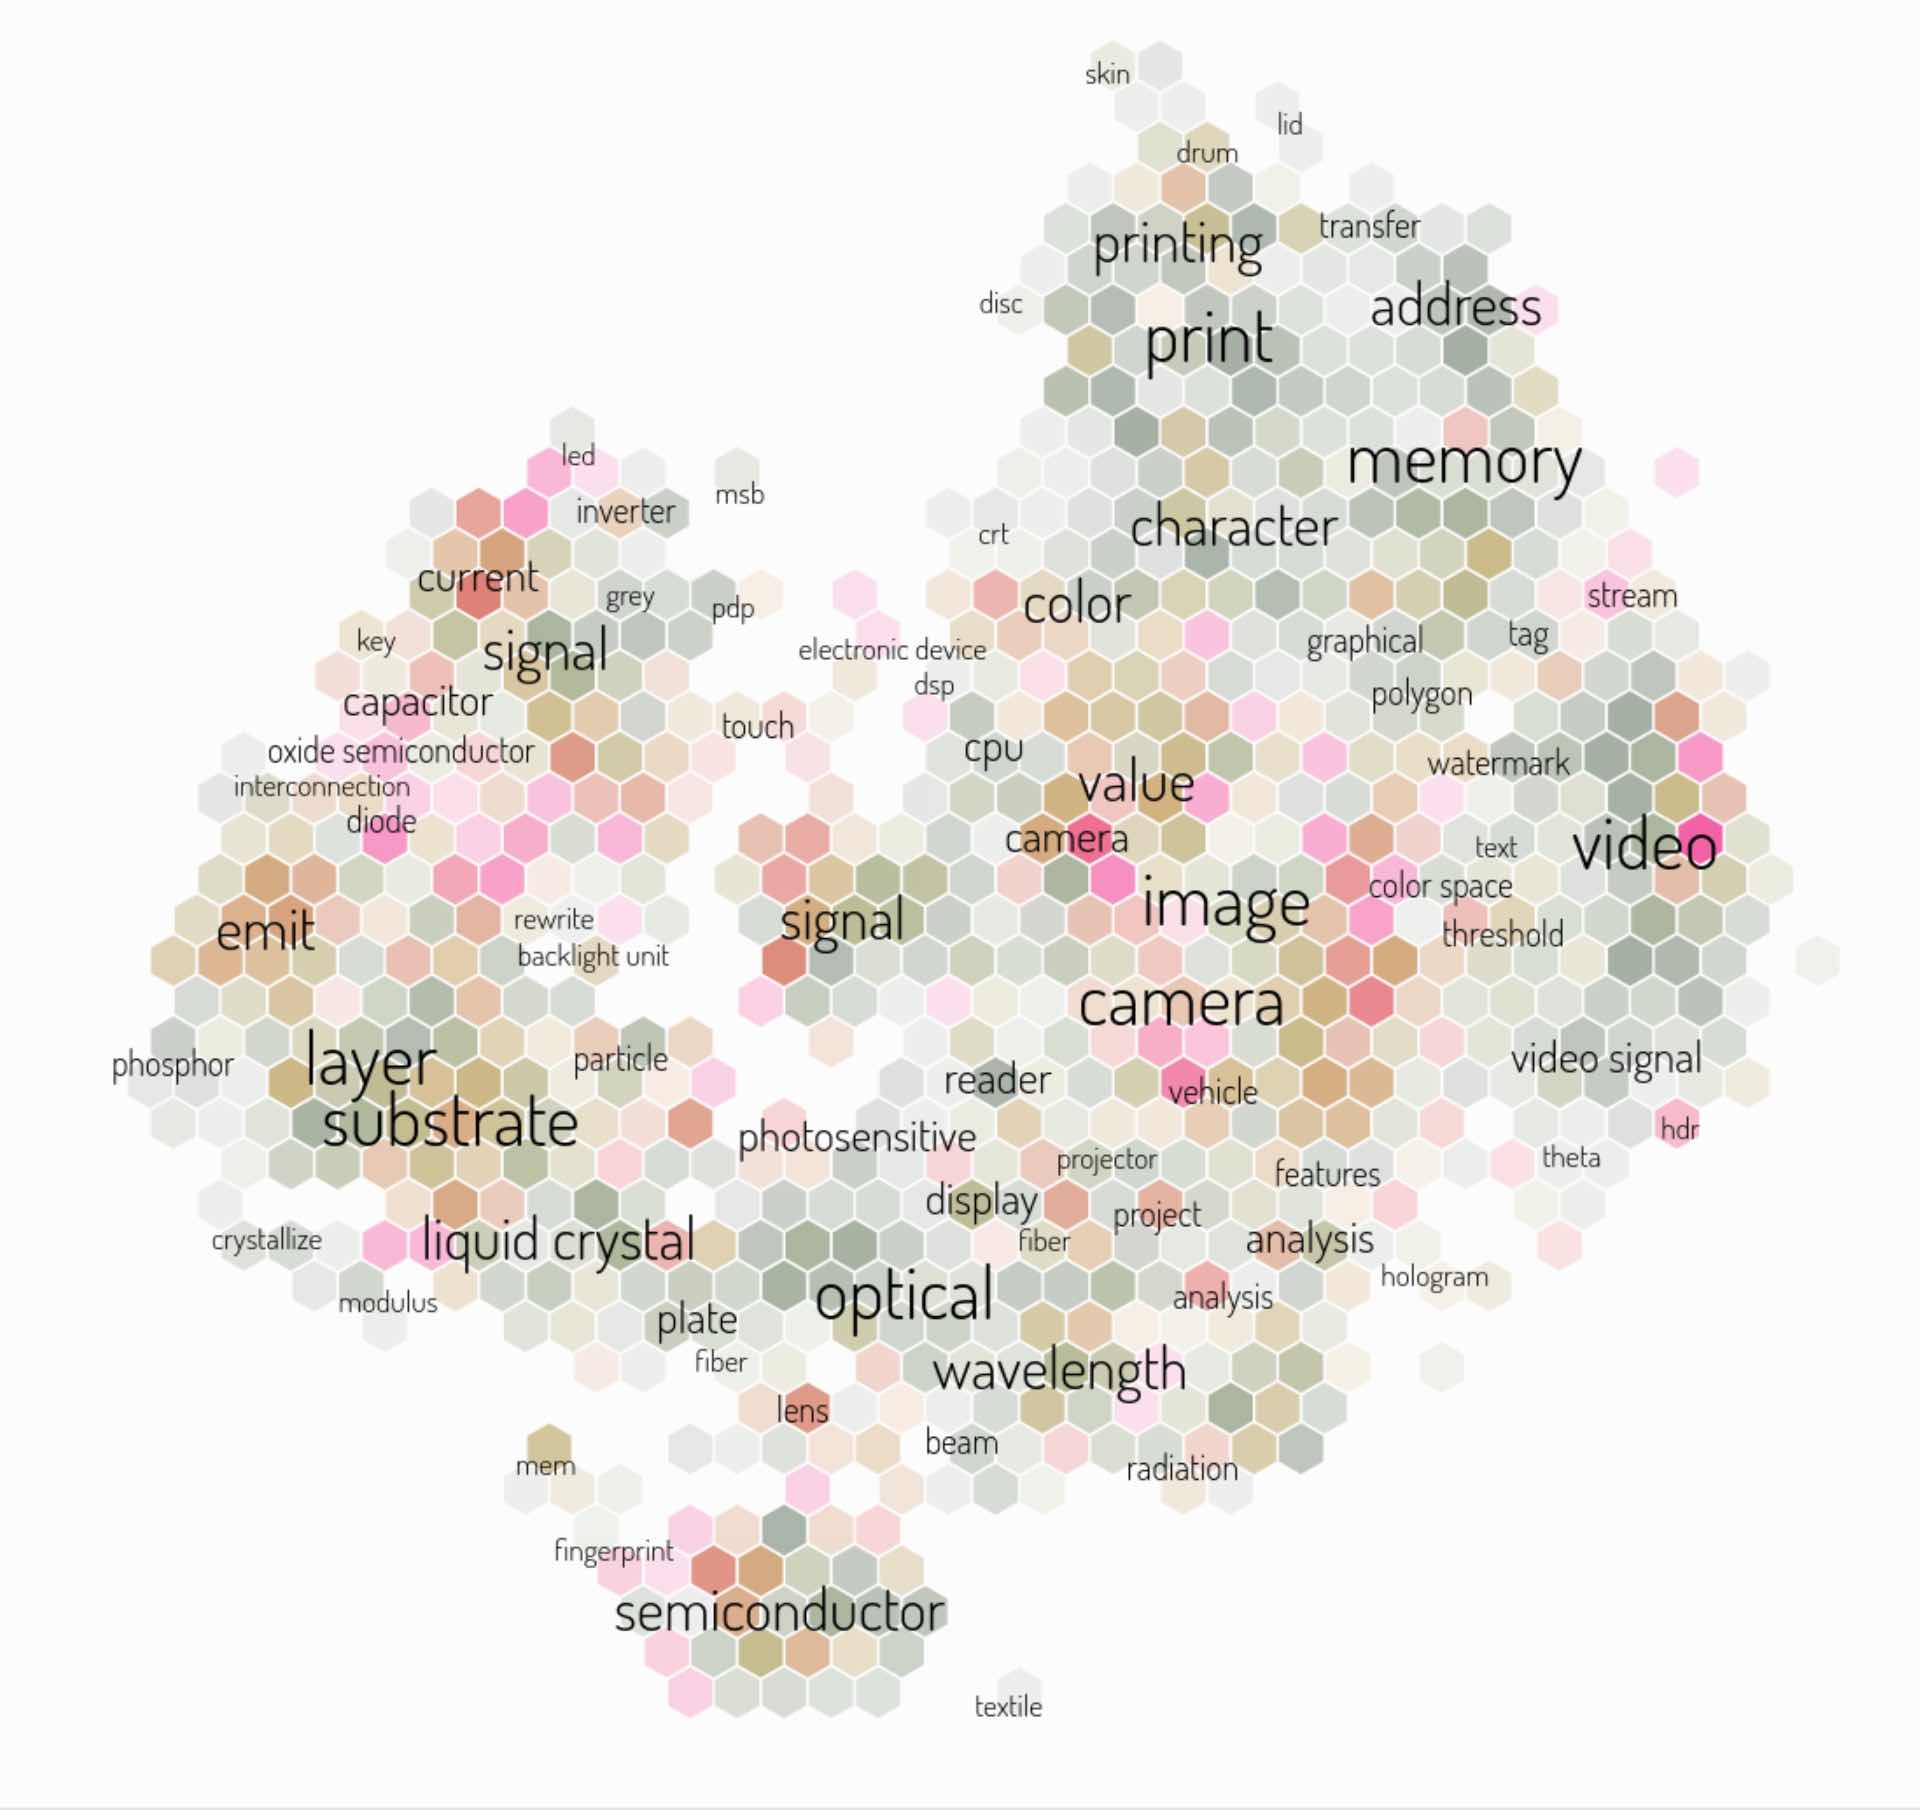 skin
lid
drum
transfer
printing
disc
address
print
led
memory
msb
inverter
character
crt
current
grey
pdp
color
stream
key
signal
electronic device
graphical
tag
dsp
polygon
capacitor
touch
oxide semiconductor
cpu
watermark
interconnection
value
diode
camera
text
video
color space
image
emit
rewrite
signal
threshold
backlight unit
camera
phosphor
layer
particle
video signal
reader
vehicle
substrate
photosensitive
hdr
projector
theta
features
display
project
crystallize
liquid crystal
fiber
analysis
hologram
modulus
optical
analysis
plate
fiber
wavelength
lens
beam
mem
radiation
fingerprint
semiconductor
textile